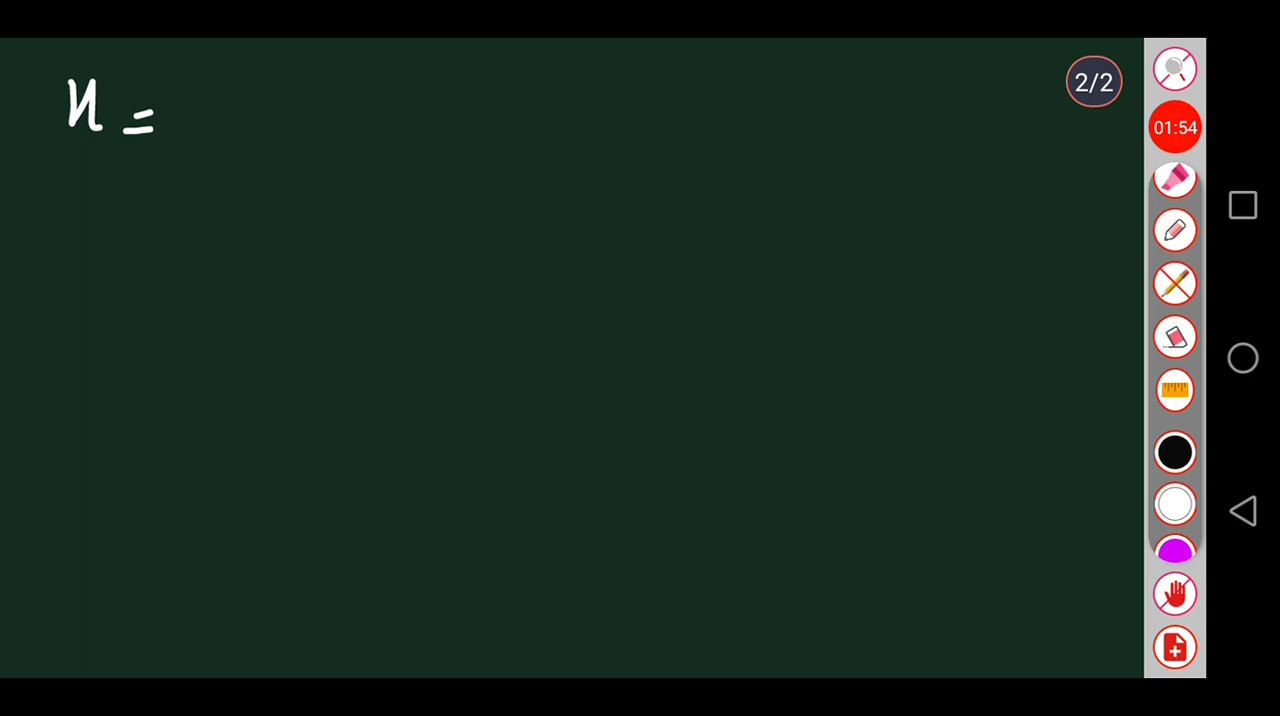 x =
2/2
01:54